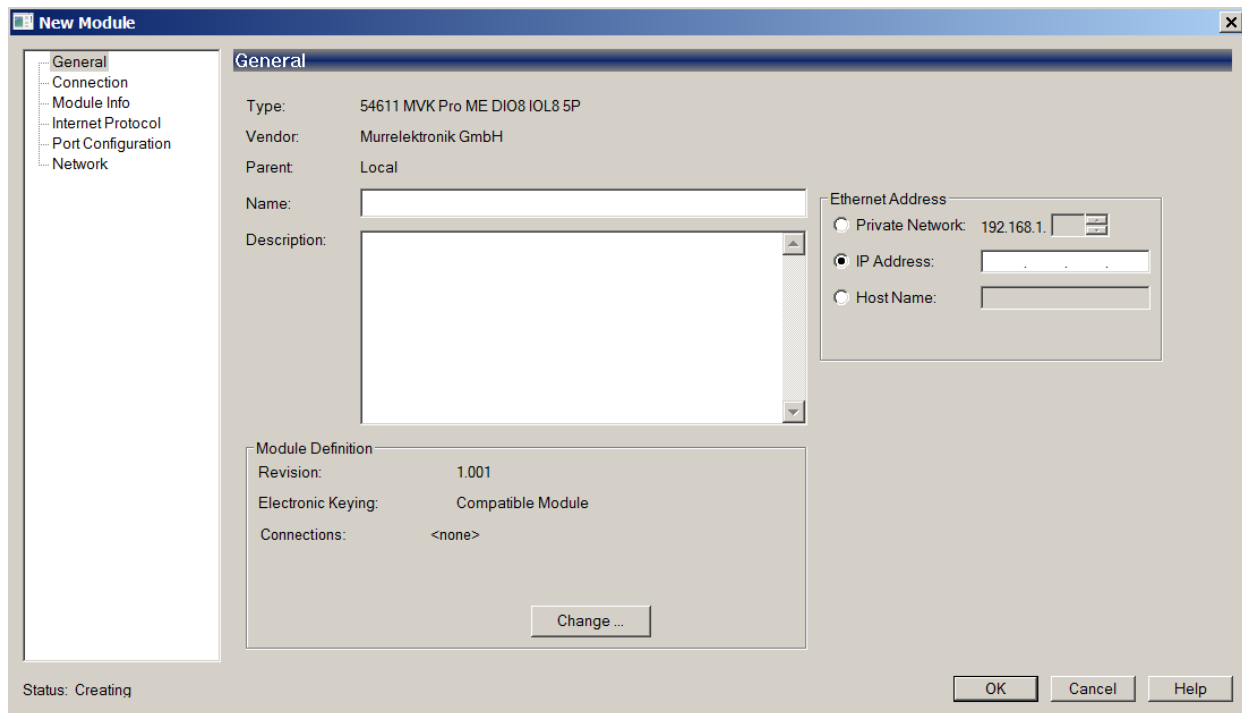 New Module
General
Connection
Module Info
Internet Protocol
Port Configuration
Network
General
Type: 54611 MVK Pro ME DIO8 IOL8 5P
Vendor: Murrelektronik GmbH
Parent: Local
Name:
Description:
Ethernet Address
Private Network: 192.168.1.
IP Address: . . .
Host Name:
Module Definition
Revision: 1.001
Electronic Keying: Compatible Module
Connections: <none>
Change ...
Status: Creating
OK Cancel Help